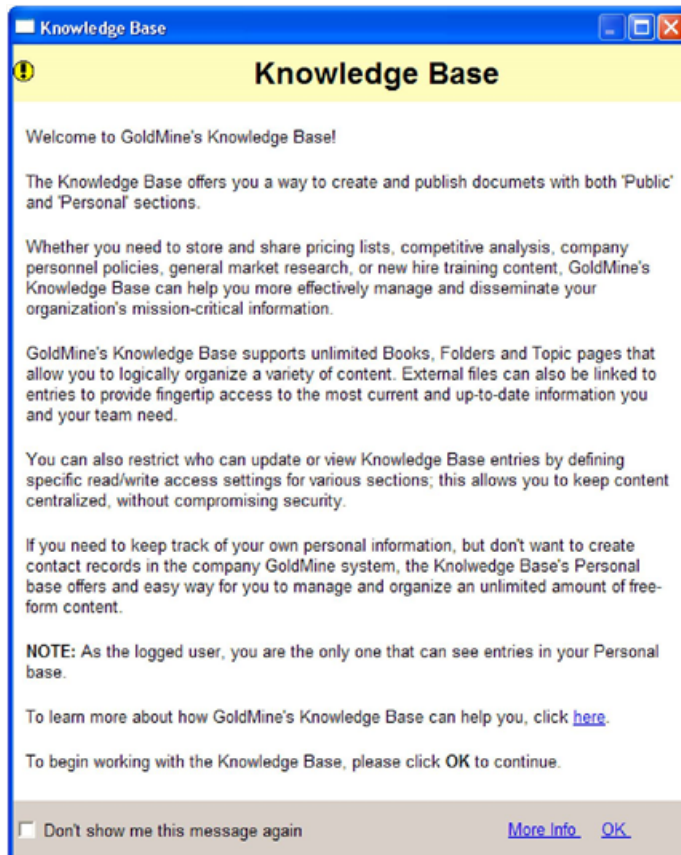 Knowledge Base
Knowledge Base
Welcome to GoldMine's Knowledge Base!
The Knowledge Base offers you a way to create and publish documets with both 'Public'
and 'Personal' sections.
Whether you need to store and share pricing lists, competitive analysis, company
personnel policies, general market research, or new hire training content, GoldMine's
Knowledge Base can help you more effectively manage and disseminate your
organization's mission-critical information.
GoldMine's Knowledge Base supports unlimited Books, Folders and Topic pages that
allow you to logically organize a variety of content. External files can also be linked to
entries to provide fingertip access to the most current and up-to-date information you
and your team need.
You can also restrict who can update or view Knowledge Base entries by defining
specific read/write access settings for various sections; this allows you to keep content
centralized, without compromising security.
If you need to keep track of your own personal information, but don't want to create
contact records in the company GoldMine system, the Knolwedge Base's Personal
base offers and easy way for you to manage and organize an unlimited amount of free-
form content.
NOTE: As the logged user, you are the only one that can see entries in your Personal
base.
To learn more about how GoldMine's Knowledge Base can help you, click here.
To begin working with the Knowledge Base, please click OK to continue.
Don't show me this message again More Info OK